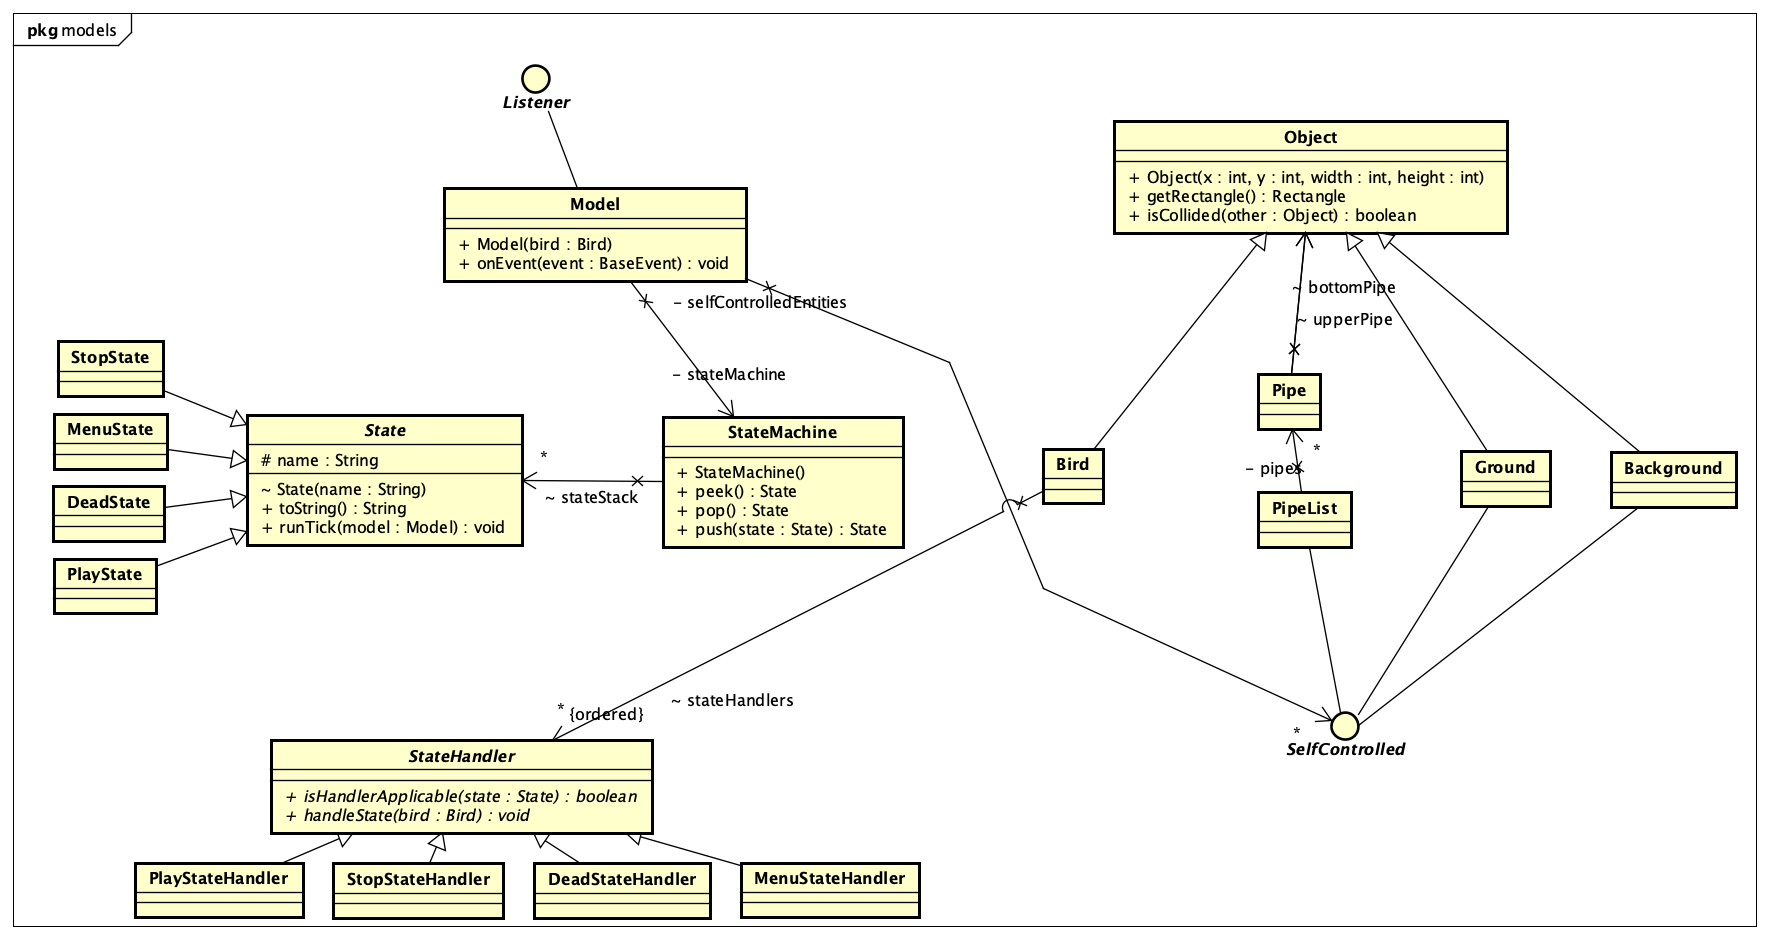 pkg models
Listener
Model
+ Model(bird : Bird)
+ onEvent(event : BaseEvent) : void
Object
+ Object(x : int, y : int, width : int, height : int)
+ getRectangle() : Rectangle
+ isCollided(other : Object) : boolean
- selfControlledEntities
~ bottomPipe
~ upperPipe
- stateMachine
StopState
MenuState
DeadState
PlayState
State
# name : String
~ State(name : String)
+ toString() : String
+ runTick(model : Model) : void
*
~ stateStack
StateMachine
+ StateMachine()
+ peek() : State
+ pop() : State
+ push(state : State) : State
Bird
Pipe
*
- pipes
PipeList
Ground
Background
~ stateHandlers
* {ordered}
*
SelfControlled
StateHandler
+ isHandlerApplicable(state : State) : boolean
+ handleState(bird : Bird) : void
PlayStateHandler
StopStateHandler
DeadStateHandler
MenuStateHandler